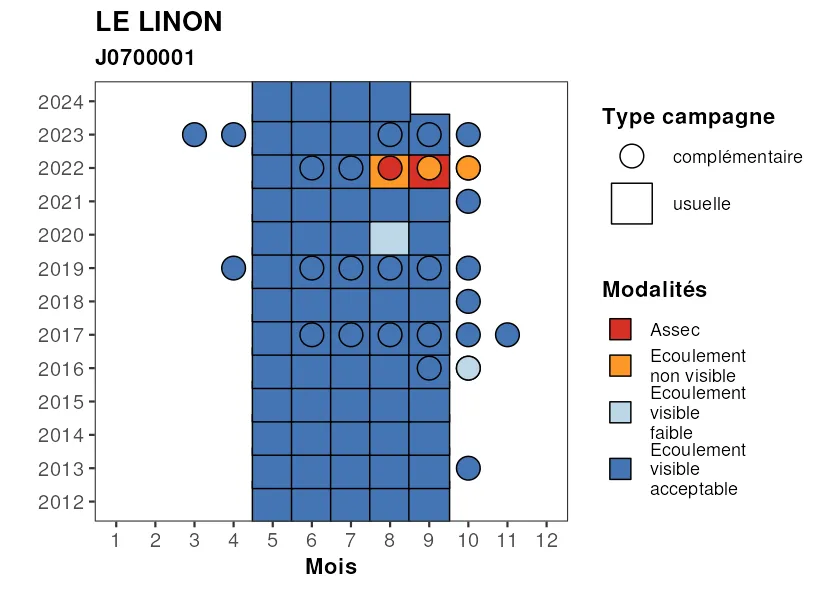 LE LINON
J0700001
2024
2023
2022
2021
2020
2019
2018
2017
2016
2015
2014
2013
2012
1 2 3 4 5 6 7 8 9 10 11 12
Mois
Type campagne
complémentaire
usuelle
Modalités
Assec
Ecoulement
non visible
Ecoulement
visible
faible
Ecoulement
visible
acceptable